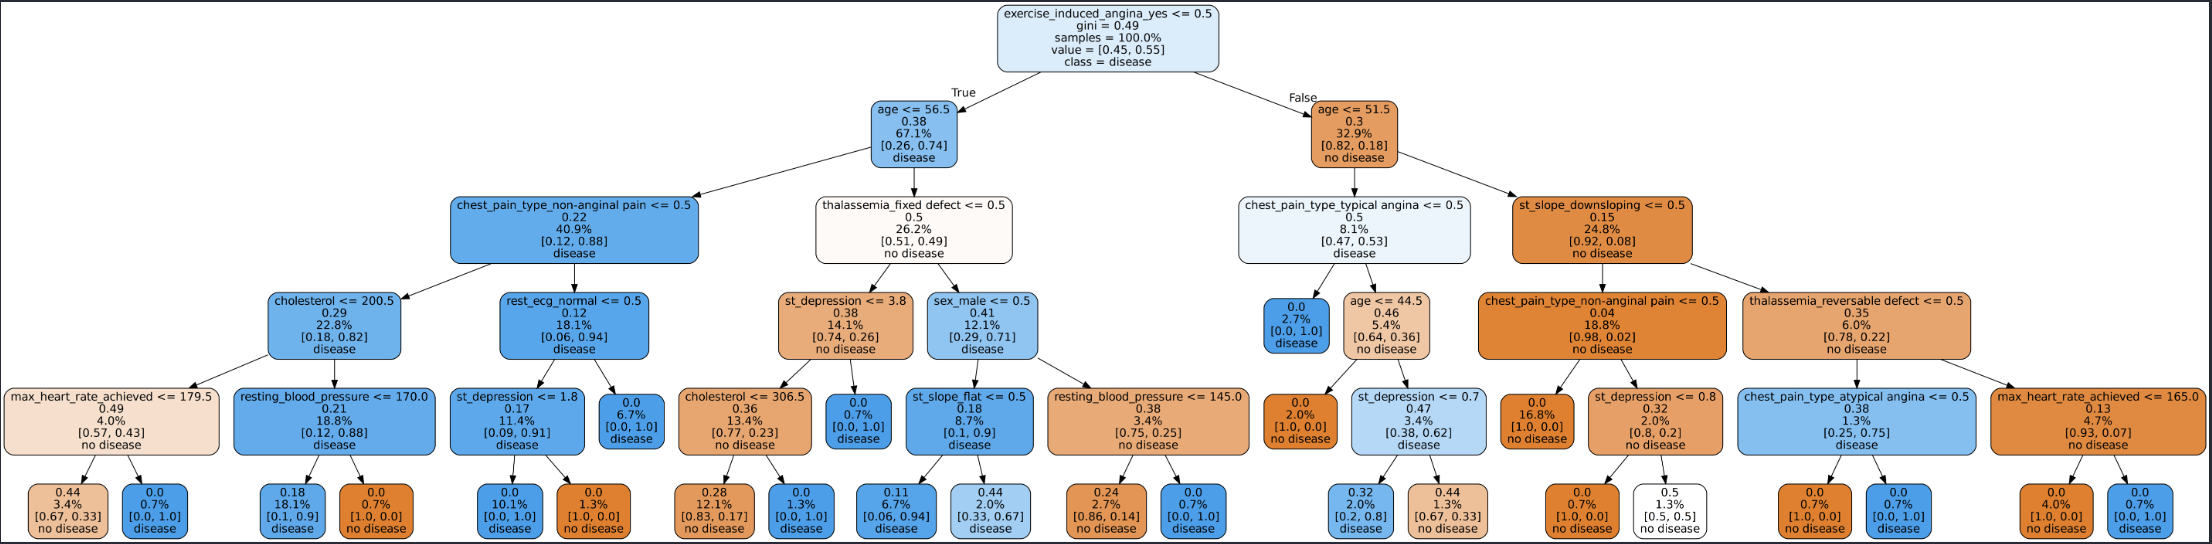 exercise_induced_angina_yes <= 0.5
gini = 0.49
samples = 100.0%
value = [0.45, 0.55]
class = disease
True
False
age <= 56.5
0.38
67.1%
[0.26, 0.74]
disease
age <= 51.5
0.3
32.9%
[0.82, 0.18]
no disease
chest_pain_type_non-anginal pain <= 0.5
0.22
40.9%
[0.12, 0.88]
disease
thalassemia_fixed defect <= 0.5
0.5
26.2%
[0.51, 0.49]
no disease
chest_pain_type_typical angina <= 0.5
0.5
8.1%
[0.47, 0.53]
disease
st_slope_downsloping <= 0.5
0.15
24.8%
[0.92, 0.08]
no disease
cholesterol <= 200.5
0.29
22.8%
[0.18, 0.82]
disease
rest_ecg_normal <= 0.5
0.12
18.1%
[0.06, 0.94]
disease
st_depression <= 3.8
0.38
14.1%
[0.74, 0.26]
no disease
sex_male <= 0.5
0.41
12.1%
[0.29, 0.71]
disease
0.0
2.7%
[0.0, 1.0]
disease
age <= 44.5
0.46
5.4%
[0.64, 0.36]
no disease
chest_pain_type_non-anginal pain <= 0.5
0.04
18.8%
[0.98, 0.02]
no disease
thalassemia_reversable defect <= 0.5
0.35
6.0%
[0.78, 0.22]
no disease
max_heart_rate_achieved <= 179.5
0.49
4.0%
[0.57, 0.43]
no disease
resting_blood_pressure <= 170.0
0.21
18.8%
[0.12, 0.88]
disease
st_depression <= 1.8
0.17
11.4%
[0.09, 0.91]
disease
0.0
6.7%
[0.0, 1.0]
disease
cholesterol <= 306.5
0.36
13.4%
[0.77, 0.23]
no disease
0.0
0.7%
[0.0, 1.0]
disease
st_slope_flat <= 0.5
0.18
8.7%
[0.1, 0.9]
disease
resting_blood_pressure <= 145.0
0.38
3.4%
[0.75, 0.25]
no disease
0.0
2.0%
[1.0, 0.0]
no disease
st_depression <= 0.7
0.47
3.4%
[0.38, 0.62]
disease
0.0
16.8%
[1.0, 0.0]
no disease
st_depression <= 0.8
0.32
2.0%
[0.8, 0.2]
no disease
chest_pain_type_atypical angina <= 0.5
0.38
1.3%
[0.25, 0.75]
disease
max_heart_rate_achieved <= 165.0
0.13
4.7%
[0.93, 0.07]
no disease
0.44
3.4%
[0.67, 0.33]
no disease
0.0
0.7%
[0.0, 1.0]
disease
0.18
18.1%
[0.1, 0.9]
disease
0.0
0.7%
[1.0, 0.0]
no disease
0.0
10.1%
[0.0, 1.0]
disease
0.0
1.3%
[1.0, 0.0]
no disease
0.28
12.1%
[0.83, 0.17]
no disease
0.0
1.3%
[0.0, 1.0]
disease
0.11
6.7%
[0.06, 0.94]
disease
0.44
2.0%
[0.33, 0.67]
disease
0.24
2.7%
[0.86, 0.14]
no disease
0.0
0.7%
[0.0, 1.0]
disease
0.32
2.0%
[0.2, 0.8]
disease
0.44
1.3%
[0.67, 0.33]
no disease
0.0
0.7%
[1.0, 0.0]
no disease
0.5
1.3%
[0.5, 0.5]
no disease
0.0
0.7%
[1.0, 0.0]
no disease
0.0
0.7%
[0.0, 1.0]
disease
0.0
4.0%
[1.0, 0.0]
no disease
0.0
0.7%
[0.0, 1.0]
disease